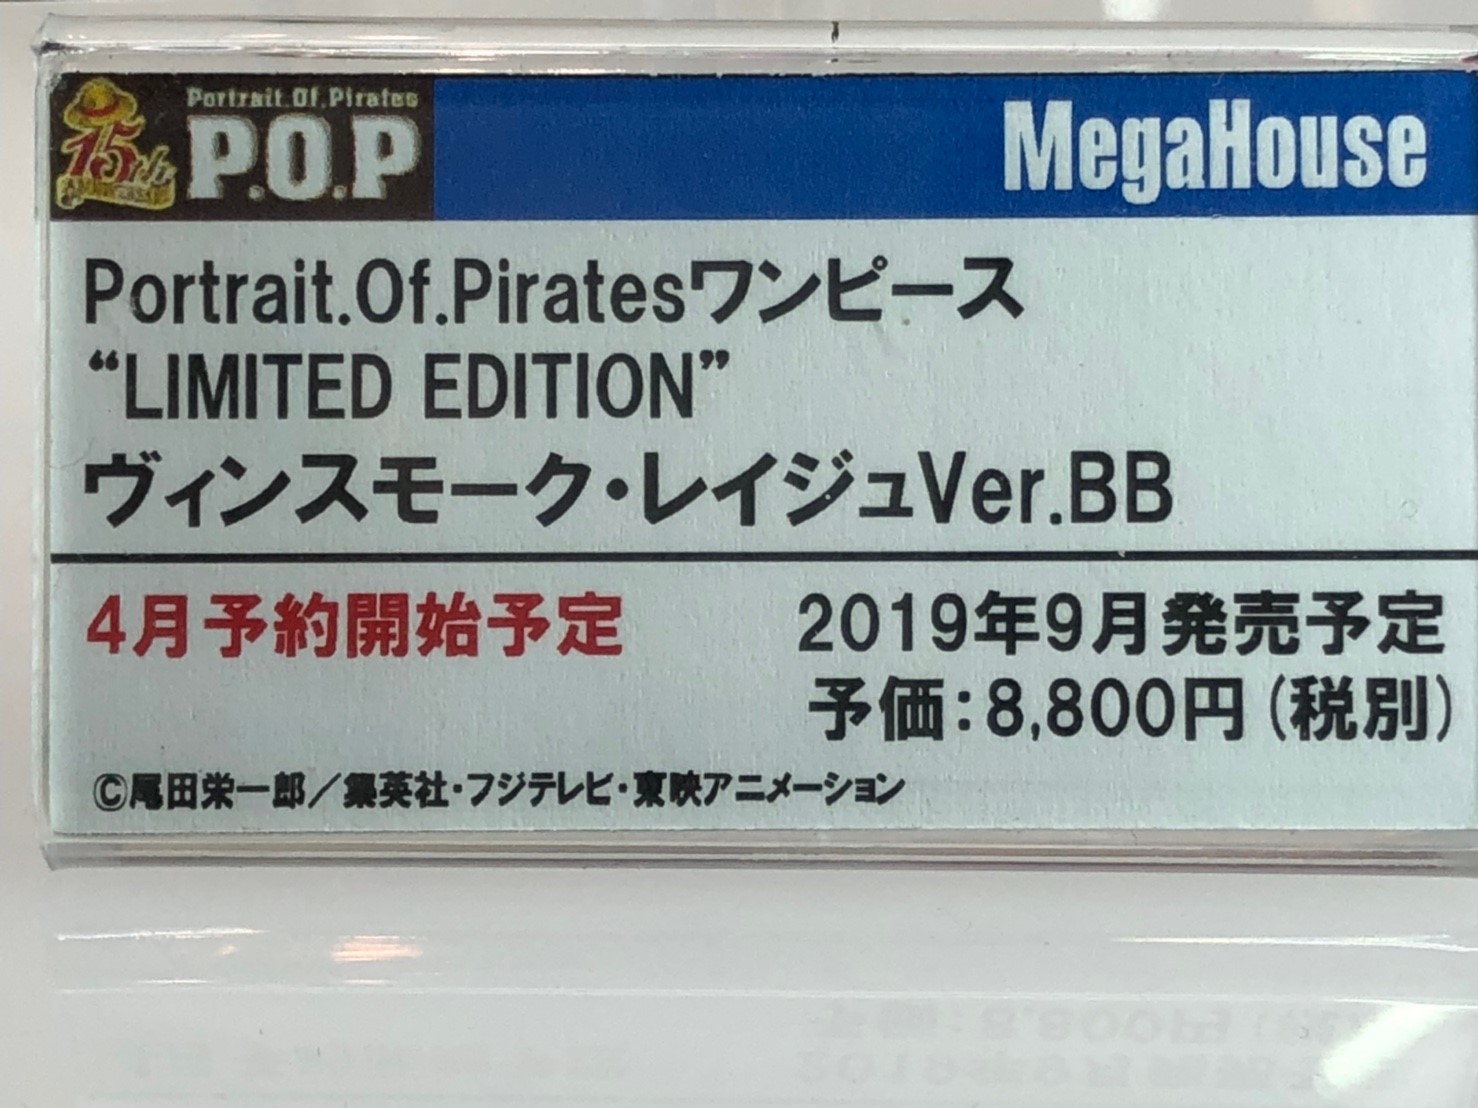 Portrait.Of.Pirates
15th
P.O.P
MegaHouse
Portrait.Of.Piratesワンピース
“LIMITED EDITION”
ヴィンスモーク・レイジュVer.BB
4月予約開始予定
2019年9月発売予定
予価：8,800円（税別）
©尾田栄一郎／集英社・フジテレビ・東映アニメーション